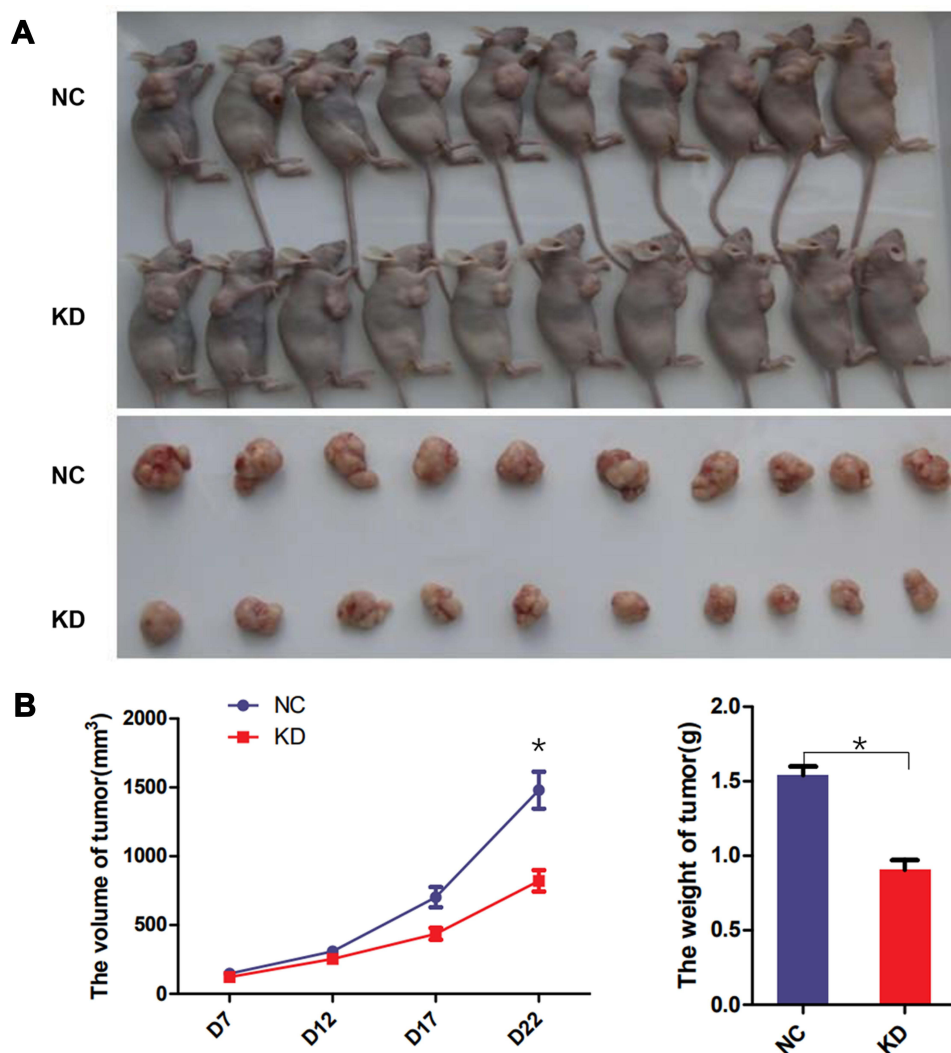 A
NC
KD
NC
KD
B
NC
KD
The volume of tumor(mm³)
2000
1500
1000
500
0
*
D7
D12
D17
D22
The weight of tumor(g)
2.0
1.5
1.0
0.5
0.0
*
NC
KD